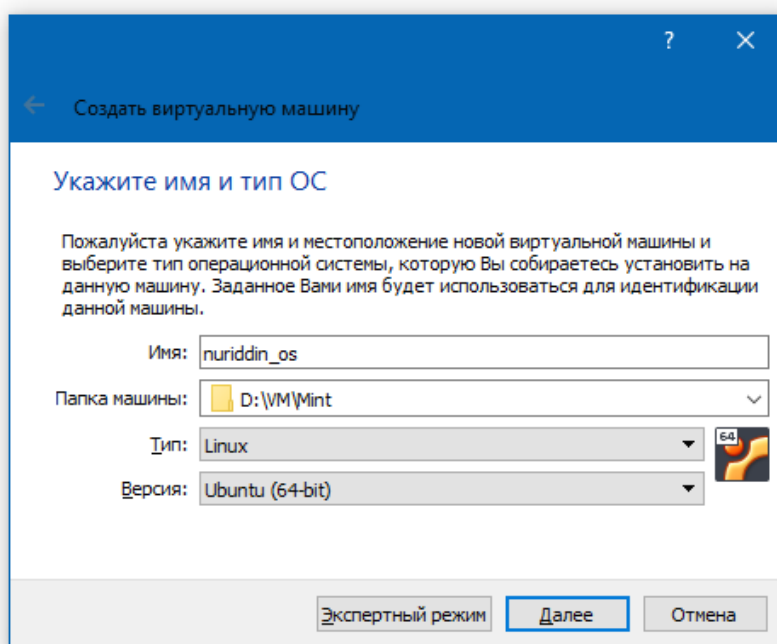 ?
Создать виртуальную машину
Укажите имя и тип ОС
Пожалуйста укажите имя и местоположение новой виртуальной машины и
выберите тип операционной системы, которую Вы собираетесь установить на
данную машину. Заданное Вами имя будет использоваться для идентификации
данной машины.
Имя: nuriddin_os
Папка машины: D:\VM\Mint
Тип: Linux 64
Версия: Ubuntu (64-bit)
Экспертный режим Далее Отмена